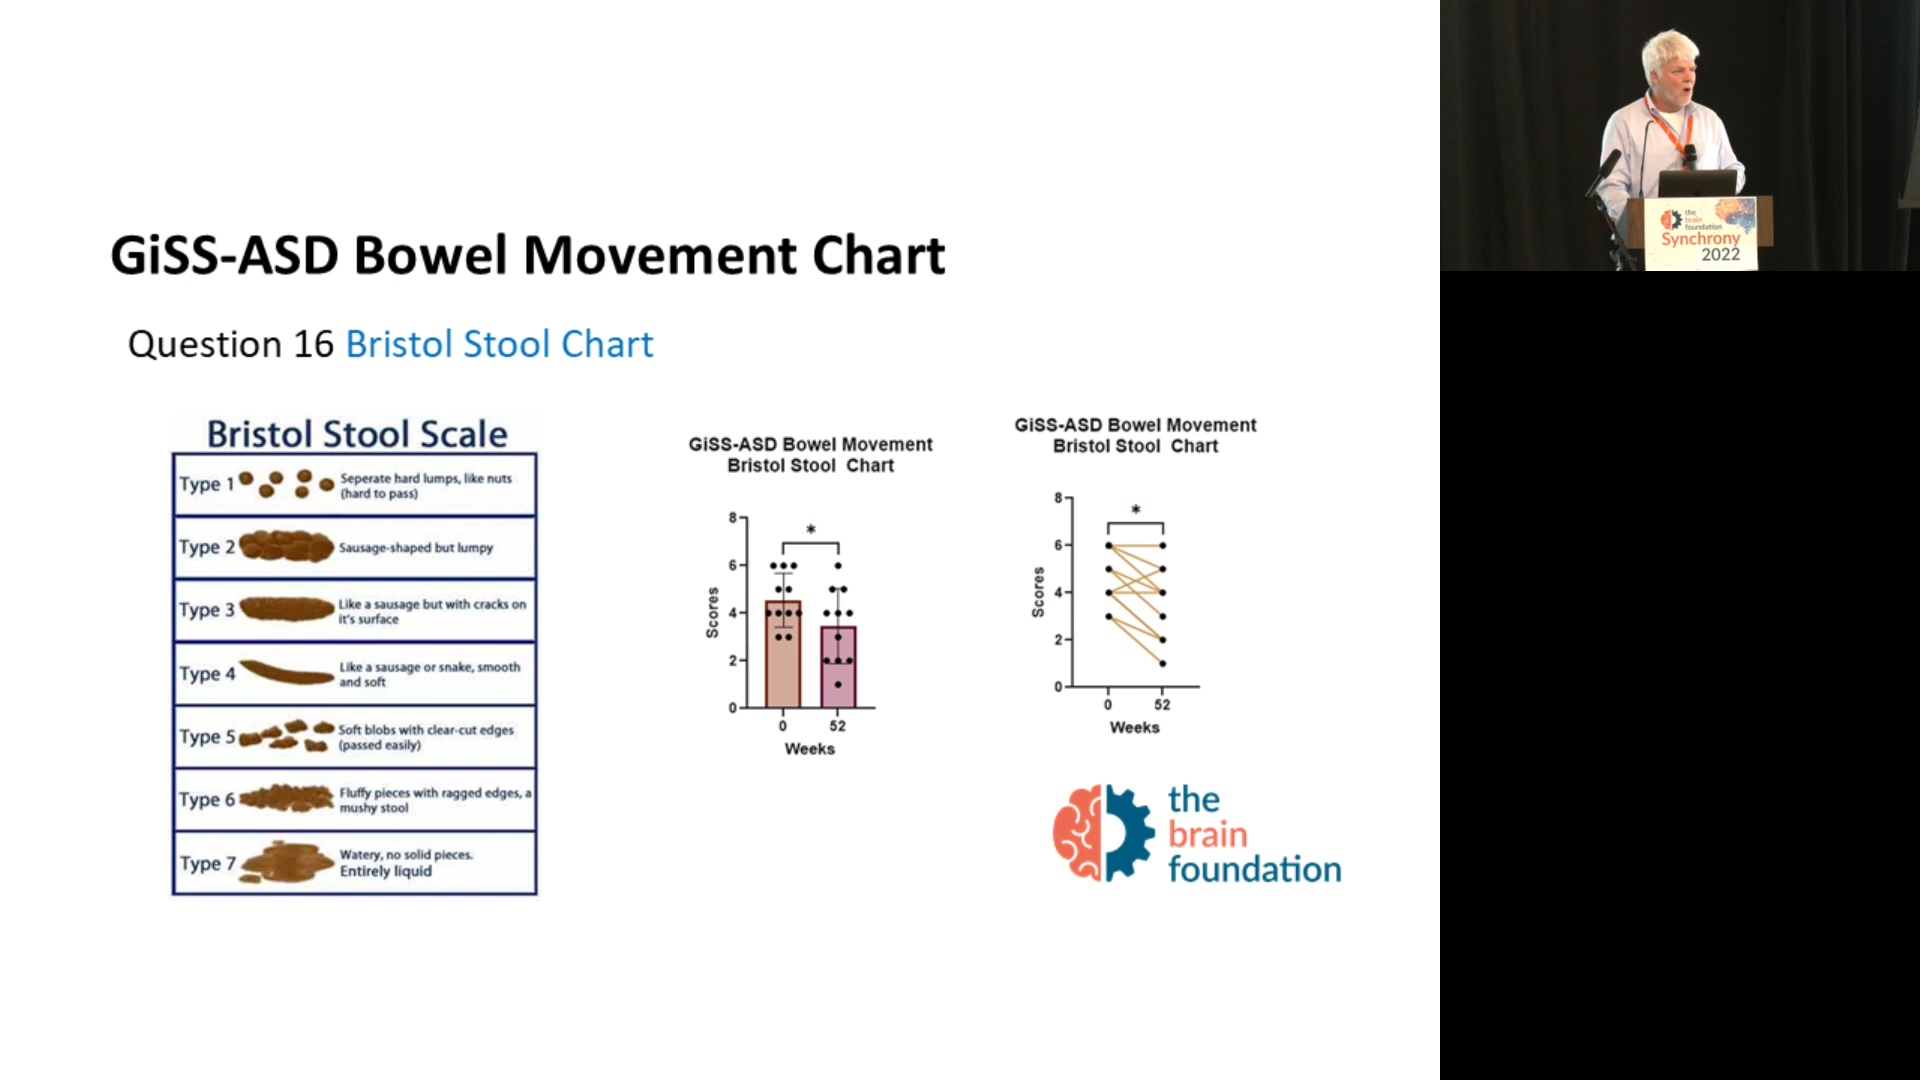 GiSS-ASD Bowel Movement Chart
Question 16 Bristol Stool Chart
Bristol Stool Scale
Type 1
Seperate hard lumps, like nuts
(hard to pass)
Type 2
Sausage-shaped but lumpy
Type 3
Like a sausage but with cracks on
it's surface
Type 4
Like a sausage or snake, smooth
and soft
Type 5
Soft blobs with clear-cut edges
(passed easily)
Type 6
Fluffy pieces with ragged edges, a
mushy stool
Type 7
Watery, no solid pieces.
Entirely liquid
GiSS-ASD Bowel Movement
Bristol Stool Chart
*
8
6
4
2
0
Scores
0 52
Weeks
GiSS-ASD Bowel Movement
Bristol Stool Chart
*
8
6
4
2
0
Scores
0 52
Weeks
the
brain
foundation
the
brain
foundation
Synchrony
2022